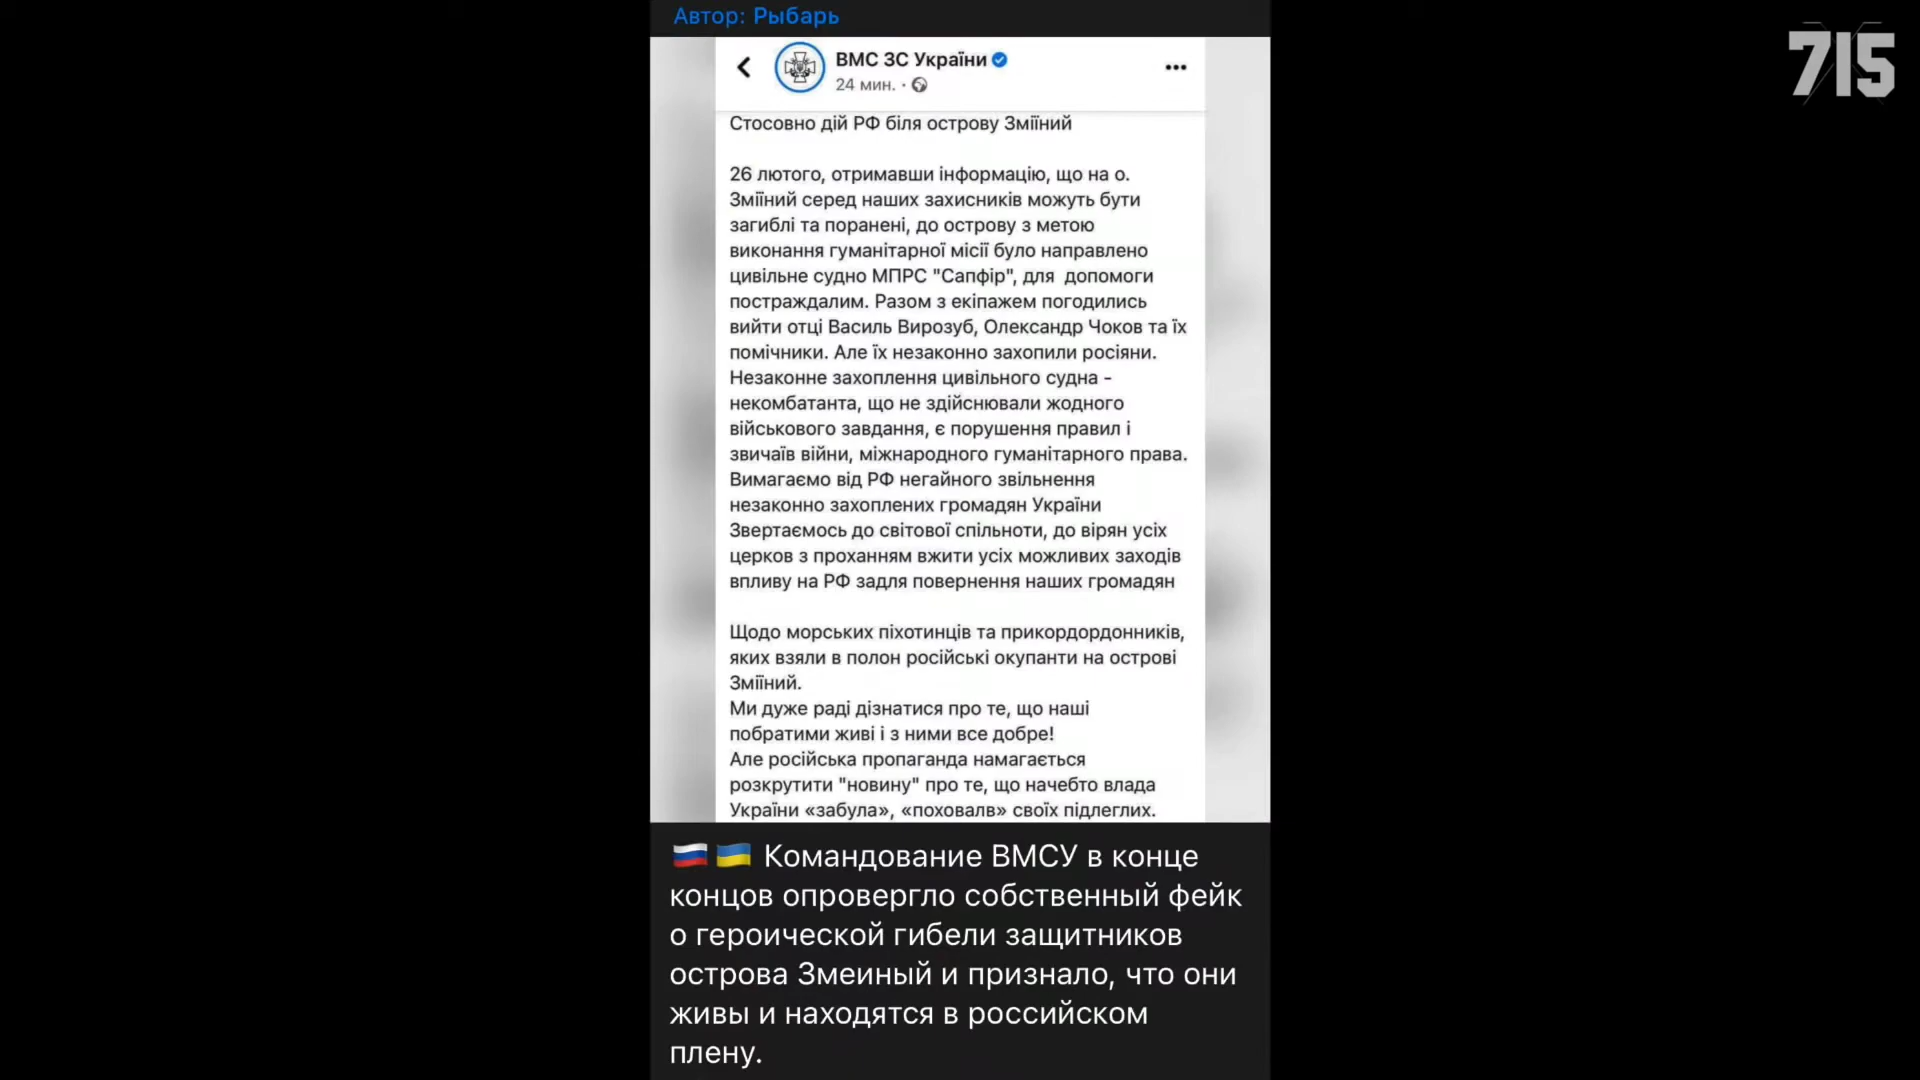 Автор: Рыбарь
715
ВМС ЗС України
24 мин. ·
Стосовно дій РФ біля острову Зміїний
26 лютого, отримавши інформацію, що на о.
Зміїний серед наших захисників можуть бути
загиблі та поранені, до острову з метою
виконання гуманітарної місії було направлено
цивільне судно МПРС "Сапфір", для допомоги
постраждалим. Разом з екіпажем погодились
вийти отці Василь Вирозуб, Олександр Чоков та їх
помічники. Але їх незаконно захопили росіяни.
Незаконне захоплення цивільного судна -
некомбатанта, що не здійснювали жодного
військового завдання, є порушення правил і
звичаїв війни, міжнародного гуманітарного права.
Вимагаємо від РФ негайного звільнення
незаконно захоплених громадян України
Звертаємось до світової спільноти, до вірян усіх
церков з проханням вжити усіх можливих заходів
впливу на РФ задля повернення наших громадян
Щодо морських піхотинців та прикордордонників,
яких взяли в полон російські окупанти на острові
Зміїний.
Ми дуже раді дізнатися про те, що наші
побратими живі і з ними все добре!
Але російська пропаганда намагається
розкрутити "новину" про те, що начебто влада
України «забула», «поховалв» своїх підлеглих.
🇷🇺🇺🇦 Командование ВМСУ в конце
концов опровергло собственный фейк
о героической гибели защитников
острова Змеиный и признало, что они
живы и находятся в российском
плену.